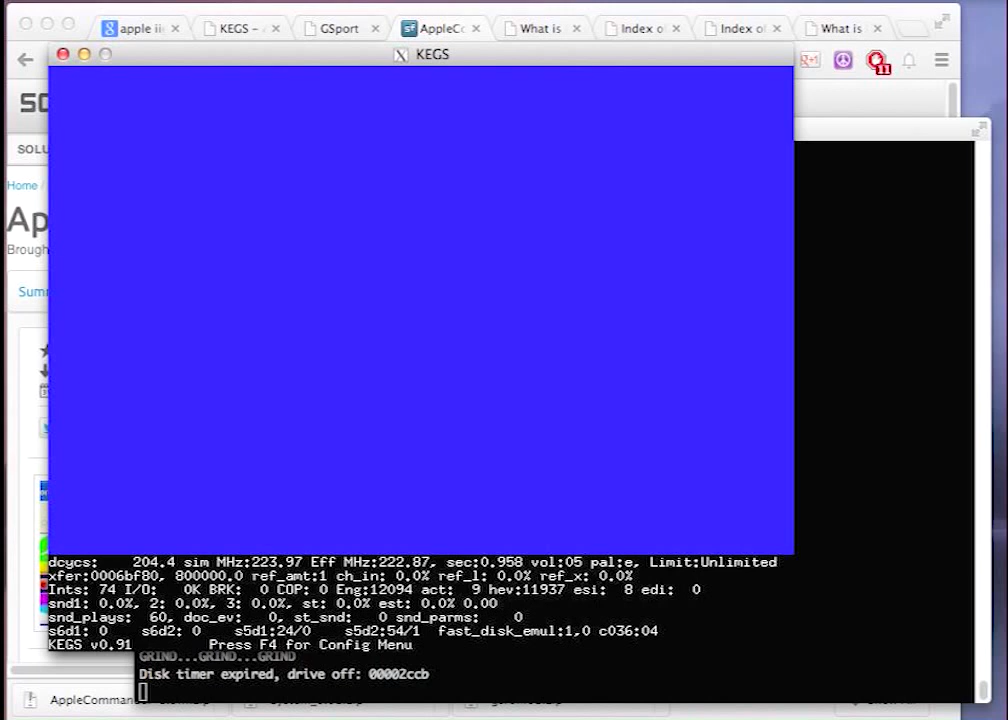 apple ii
KEGS –
GSport
AppleCo
What is
Index o
Index o
What is
KEGS
11
SOLU
Home /
Ap
Brough
Summ
dcycs: 204.4 sim MHz:223.97 Eff MHz:222.87, sec:0.958 vol:05 pal:e, Limit:Unlimited
xfer:0006bf80, 800000.0 ref_amt:1 ch_in: 0.0% ref_l: 0.0% ref_x: 0.0%
Ints: 74 I/O: 0K BRK: 0 COP: 0 Eng:12094 act: 9 hev:11937 esi: 8 edi: 0
snd1: 0.0%, 2: 0.0%, 3: 0.0%, st: 0.0% est: 0.0% 0.00
snd_plays: 60, doc_ev: 0, st_snd: 0 snd_parms: 0
s6d1: 0 s6d2: 0 s5d1:24/0 s5d2:54/1 fast_disk_emul:1,0 c036:04
KEGS v0.91 Press F4 for Config Menu
GRIND...GRIND...GRIND
Disk timer expired, drive off: 00002ccb
AppleComman